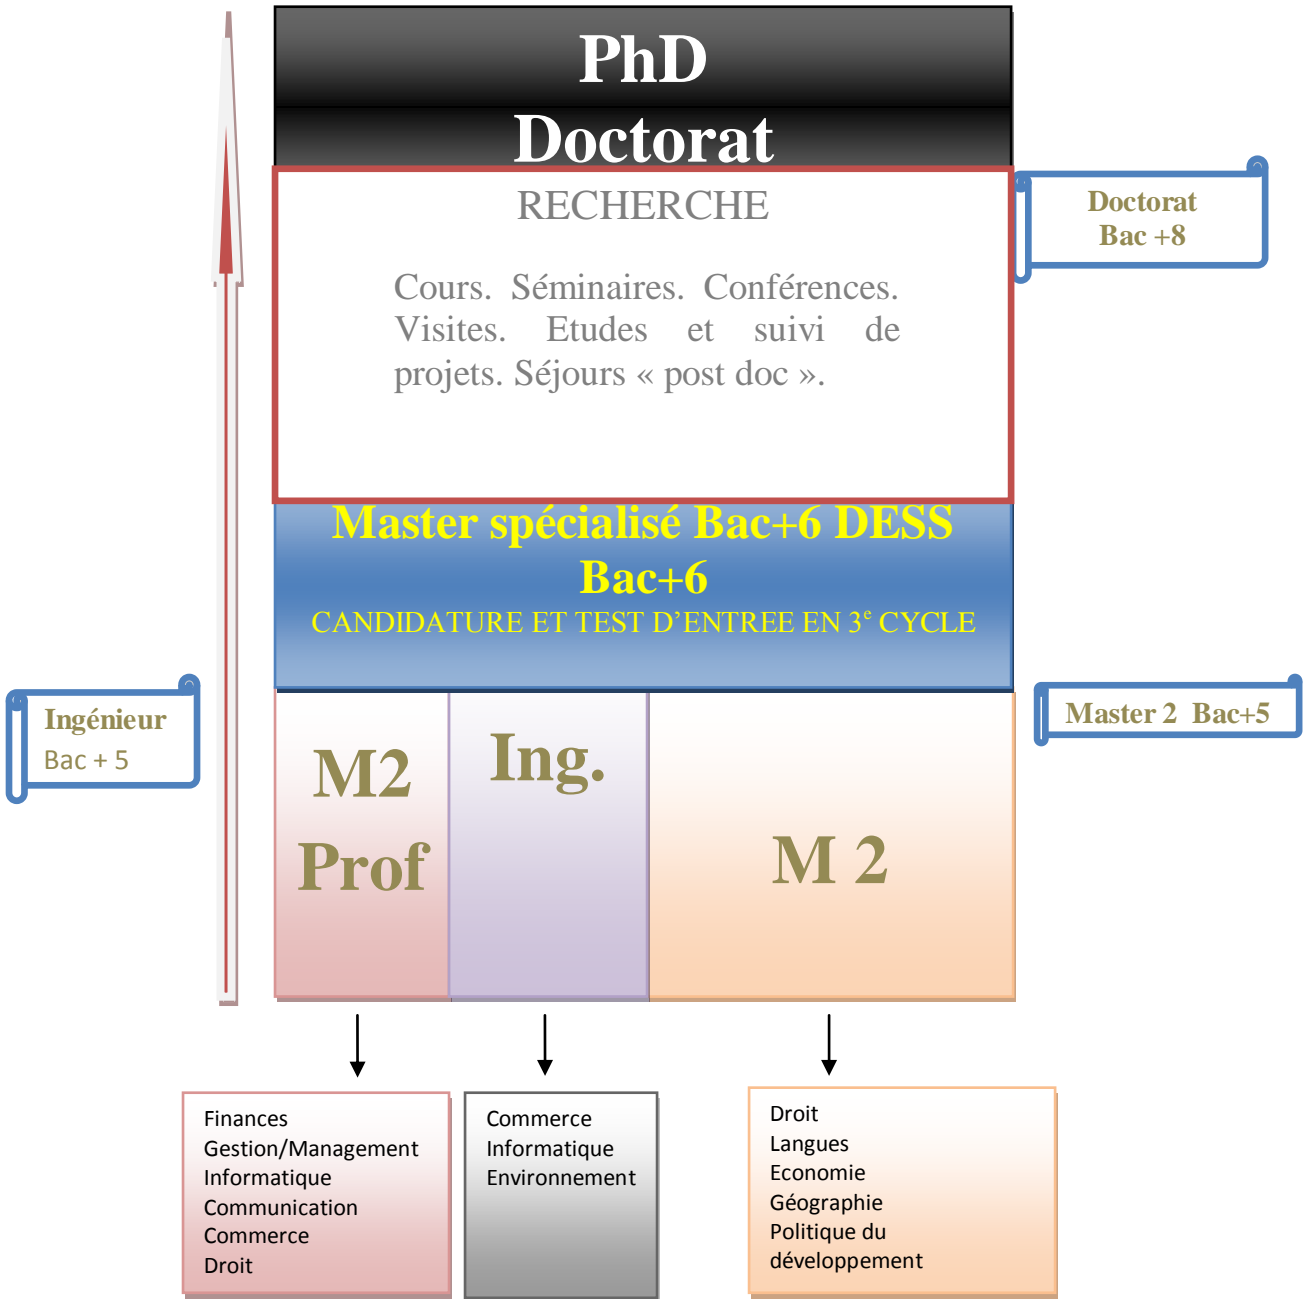 PhD
Doctorat
RECHERCHE
Cours. Séminaires. Conférences.
Visites. Etudes et suivi de
projets. Séjours « post doc ».
Doctorat
Bac +8
Master spécialisé Bac+6 DESS
Bac+6
CANDIDATURE ET TEST D’ENTREE EN 3e CYCLE
Ingénieur
Bac + 5
Master 2 Bac+5
M2
Prof
Ing.
M 2
Finances
Gestion/Management
Informatique
Communication
Commerce
Droit
Commerce
Informatique
Environnement
Droit
Langues
Economie
Géographie
Politique du
développement